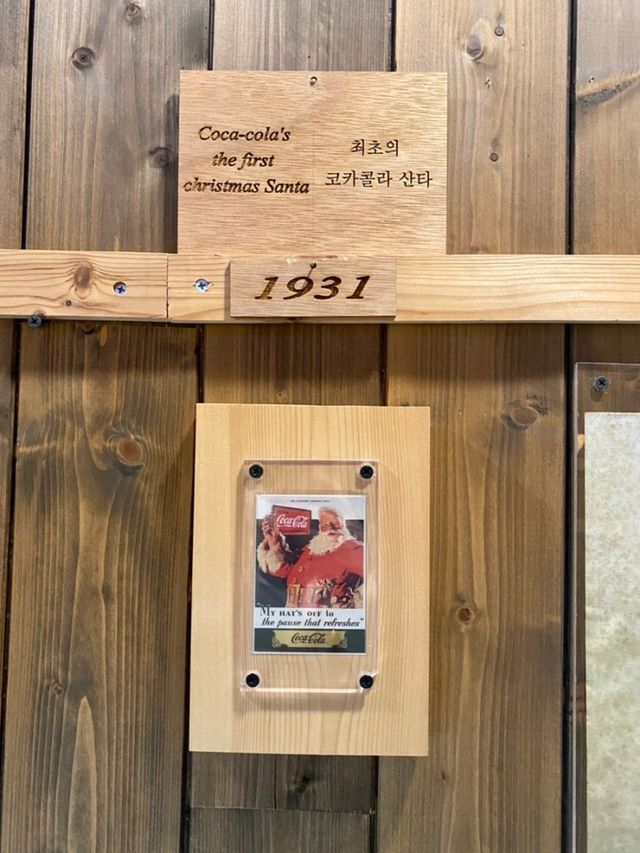 Coca-cola's
the first
christmas Santa
최초의
코카콜라 산타
1931
Coca-Cola
"My hat's off to
the pause that refreshes"
Coca-Cola